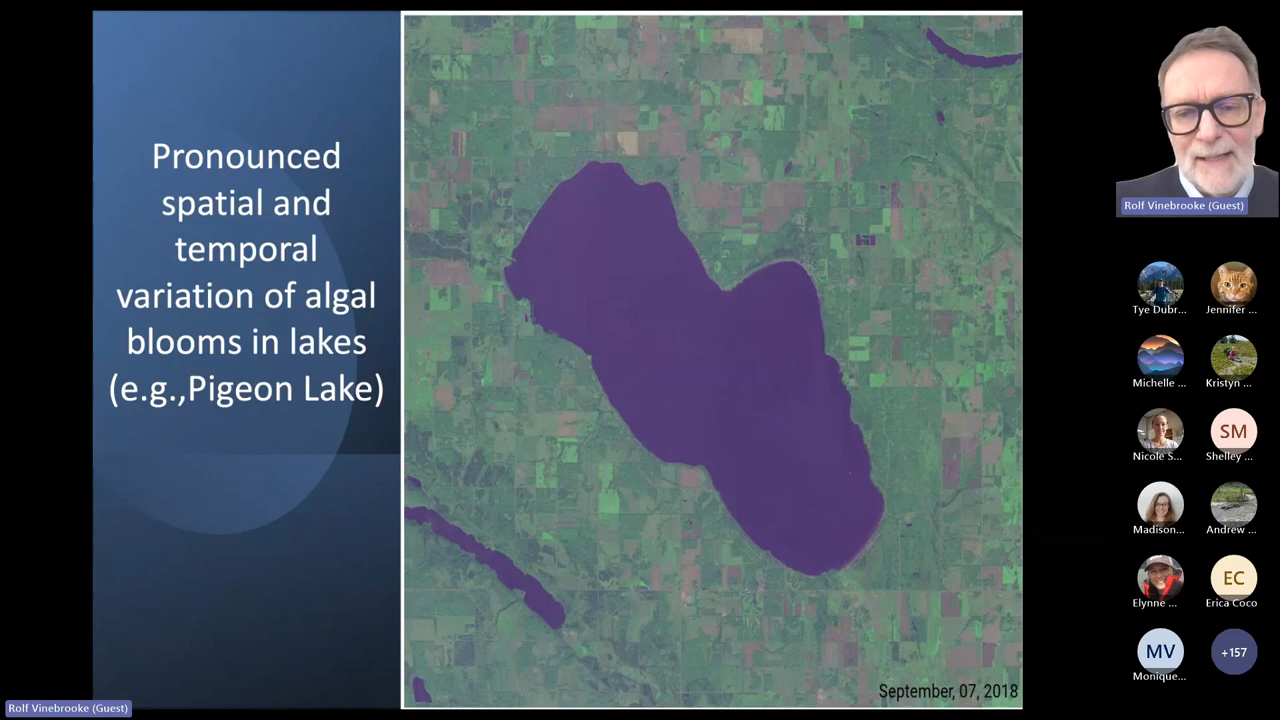 Pronounced
spatial and
temporal
variation of algal
blooms in lakes
(e.g.,Pigeon Lake)
September, 07, 2018
Rolf Vinebrooke (Guest)
Tye Dubr...
Jennifer ...
Michelle ...
Kristyn ...
Nicole S...
SM
Shelley ...
Madison...
Andrew ...
Elynne ...
EC
Erica Coco
MV
Monique...
+157
Rolf Vinebrooke (Guest)